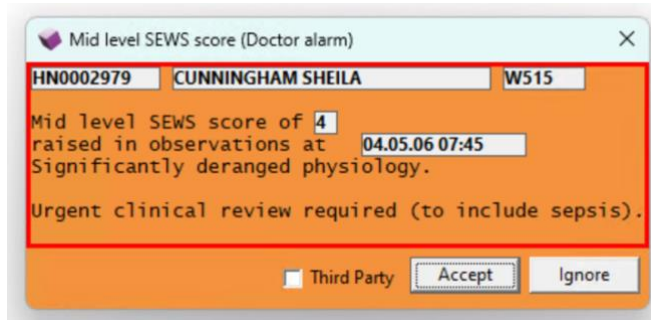 Mid level SEWS score (Doctor alarm)
HN0002979 CUNNINGHAM SHEILA W515
Mid level SEWS score of 4
raised in observations at 04.05.06 07:45
Significantly deranged physiology.
Urgent clinical review required (to include sepsis).
Third Party Accept Ignore